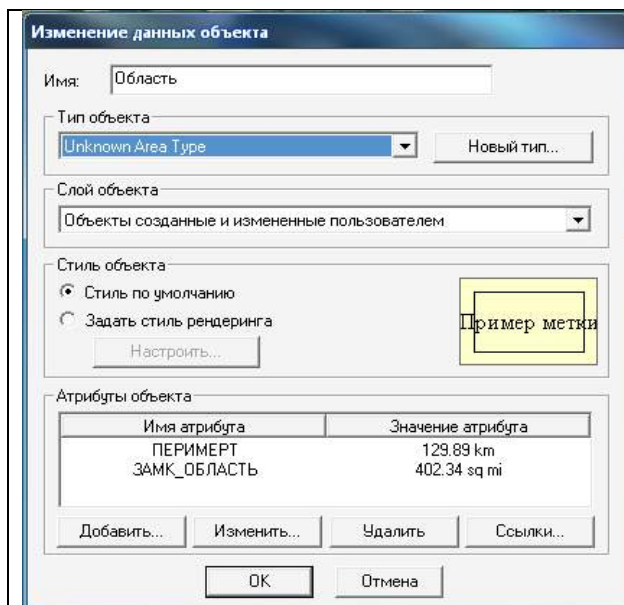 Изменение данных объекта
Имя: Область
Тип объекта
Unknown Area Type Новый тип...
Слой объекта
Объекты созданные и измененные пользователем
Стиль объекта
Стиль по умолчанию
Задать стиль рендеринга
Пример метки
Настроить...
Атрибуты объекта
Имя атрибута Значение атрибута
ПЕРИМЕРТ 129.89 km
ЗАМК_ОБЛАСТЬ 402.34 sq mi
Добавить... Изменить... Удалить Ссылки...
OK Отмена